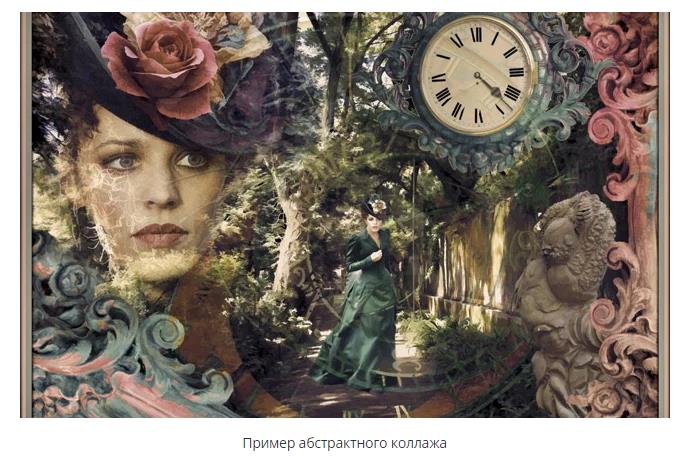 Пример абстрактного коллажа